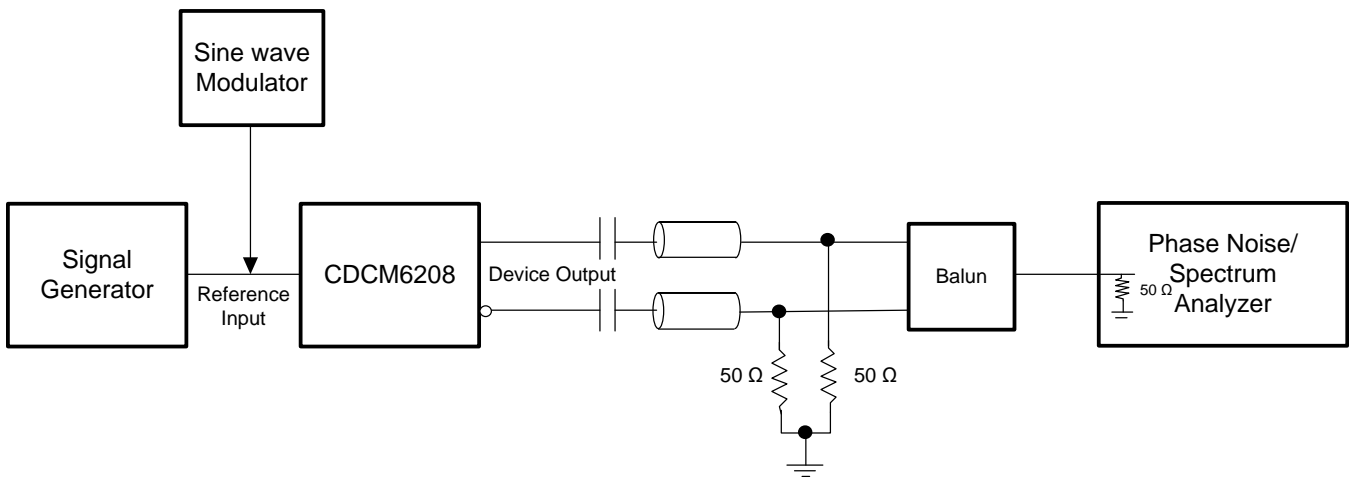 Sine wave
Modulator
Signal
Generator
Reference
Input
CDCM6208
Device Output
Balun
Phase Noise/
Spectrum
Analyzer
50 Ω
50 Ω
50 Ω